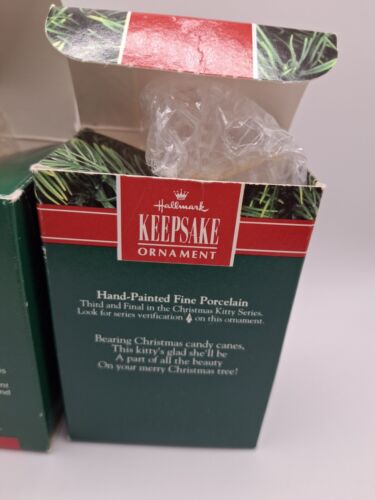 Hallmark
KEEPSAKE
ORNAMENT
Hand-Painted Fine Porcelain
Third and Final in the Christmas Kitty Series.
Look for series verification on this ornament.
Bearing Christmas candy canes,
This kitty's glad she'll be
A part of all the beauty
On your merry Christmas tree!